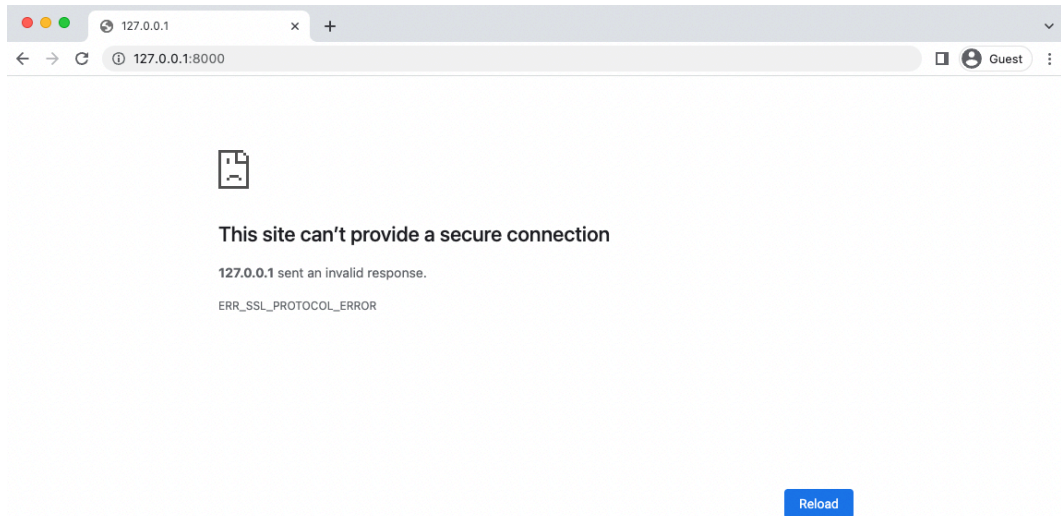 127.0.0.1
127.0.0.1:8000
Guest
This site can’t provide a secure connection
127.0.0.1 sent an invalid response.
ERR_SSL_PROTOCOL_ERROR
Reload